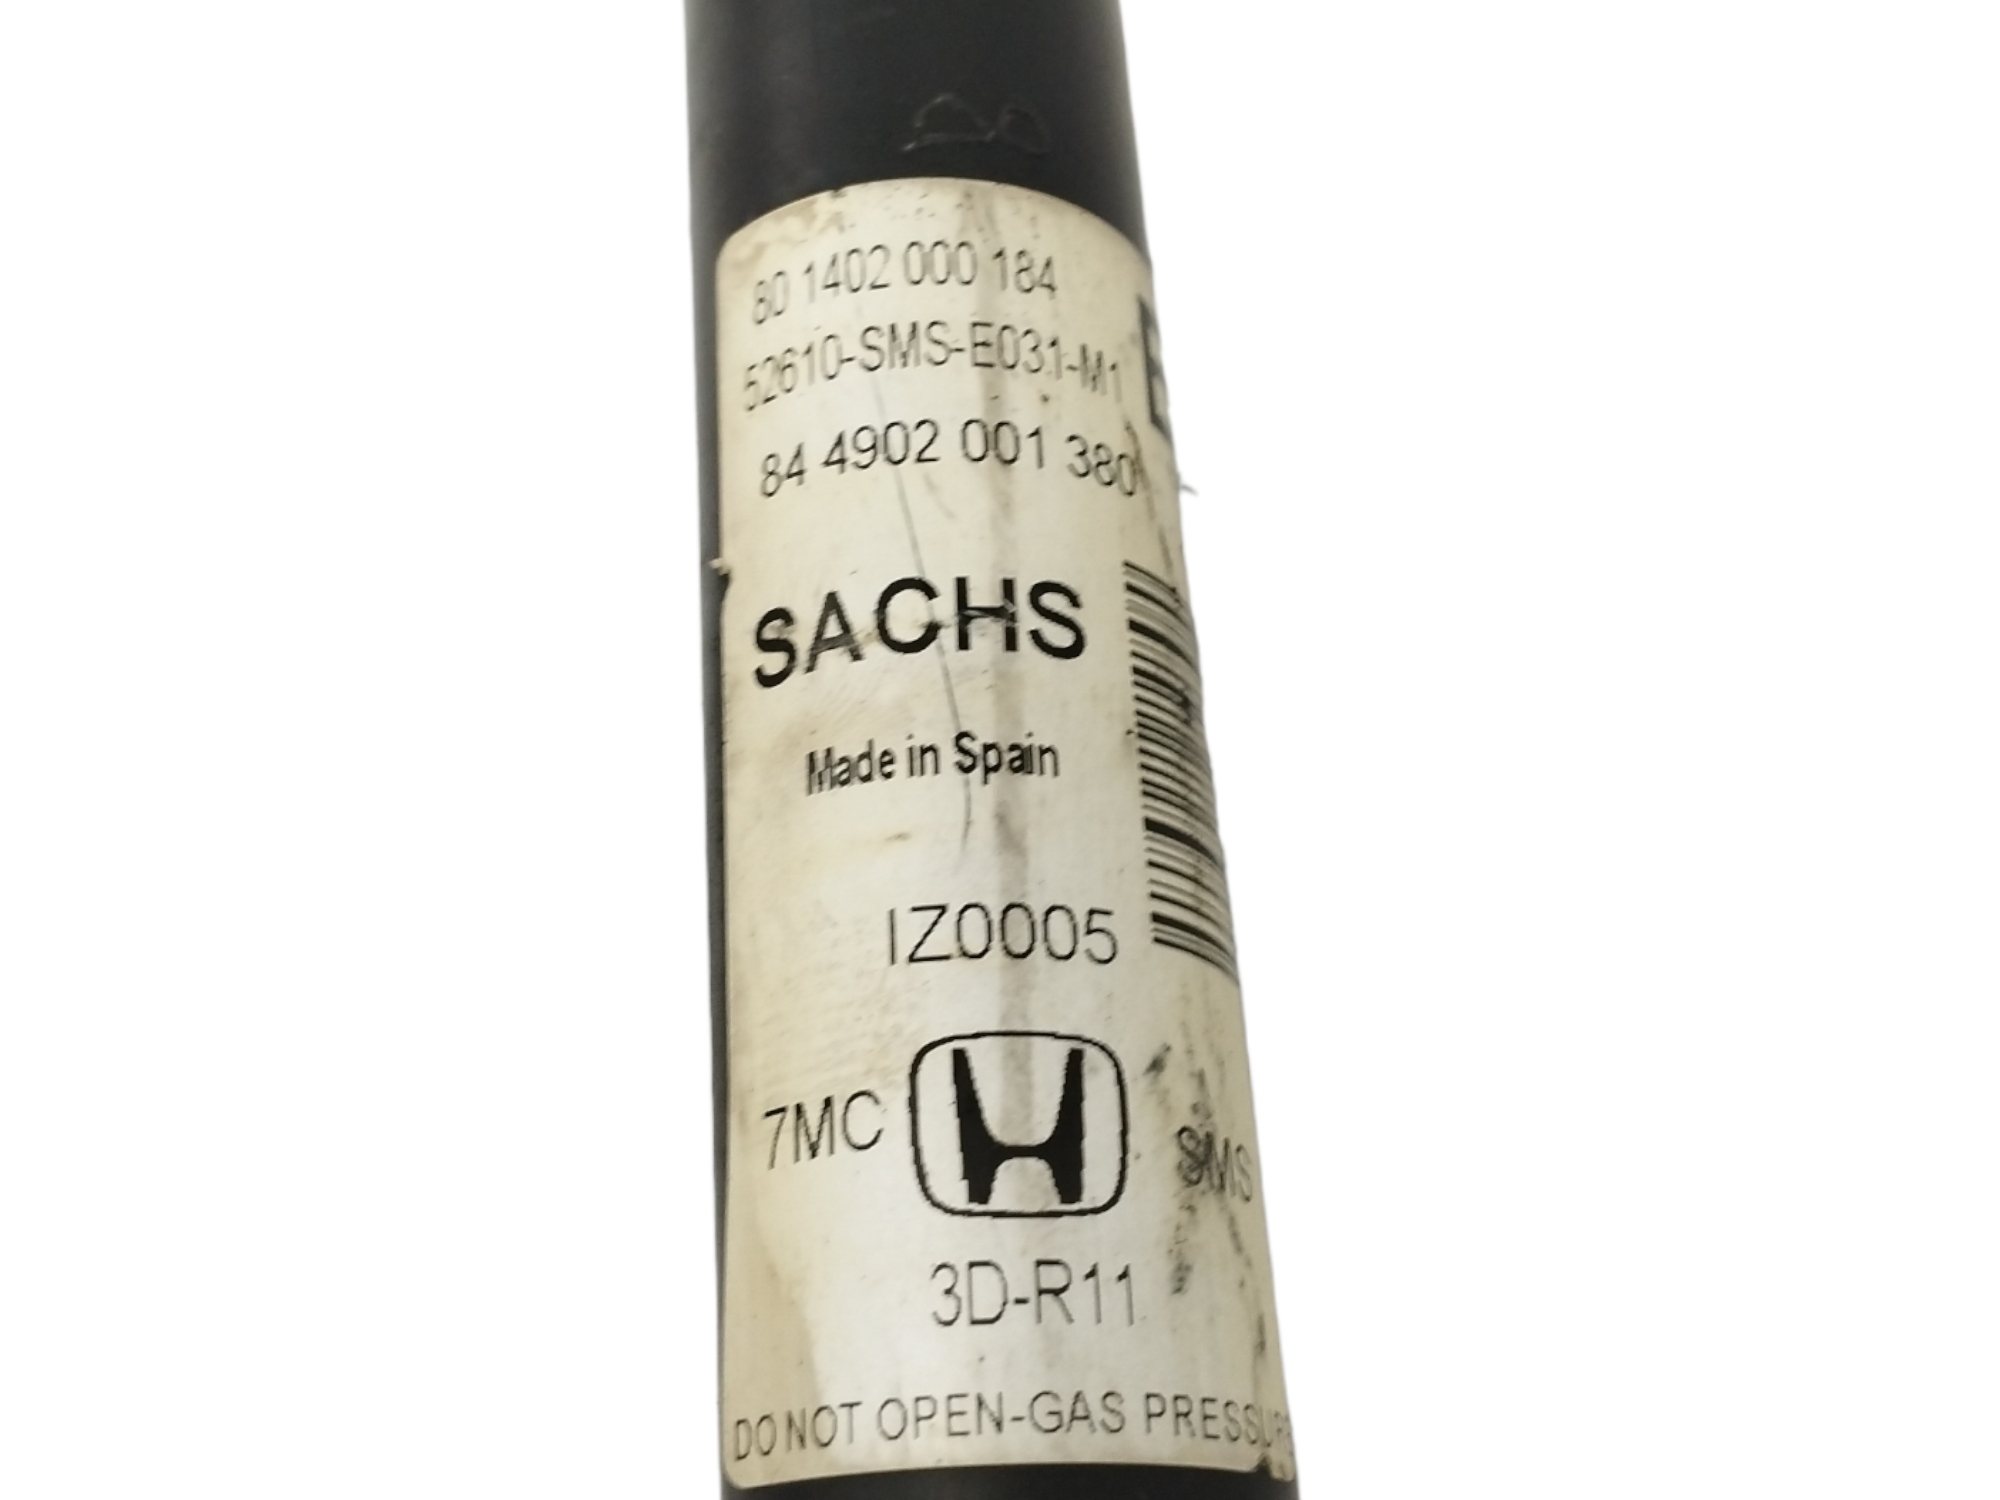 80 1402 000 184
52610-SMS-E031-M1
84 4902 001 380
SACHS
Made in Spain
IZ0005
7MC
SMS
3D-R11
DO NOT OPEN-GAS PRESSURE